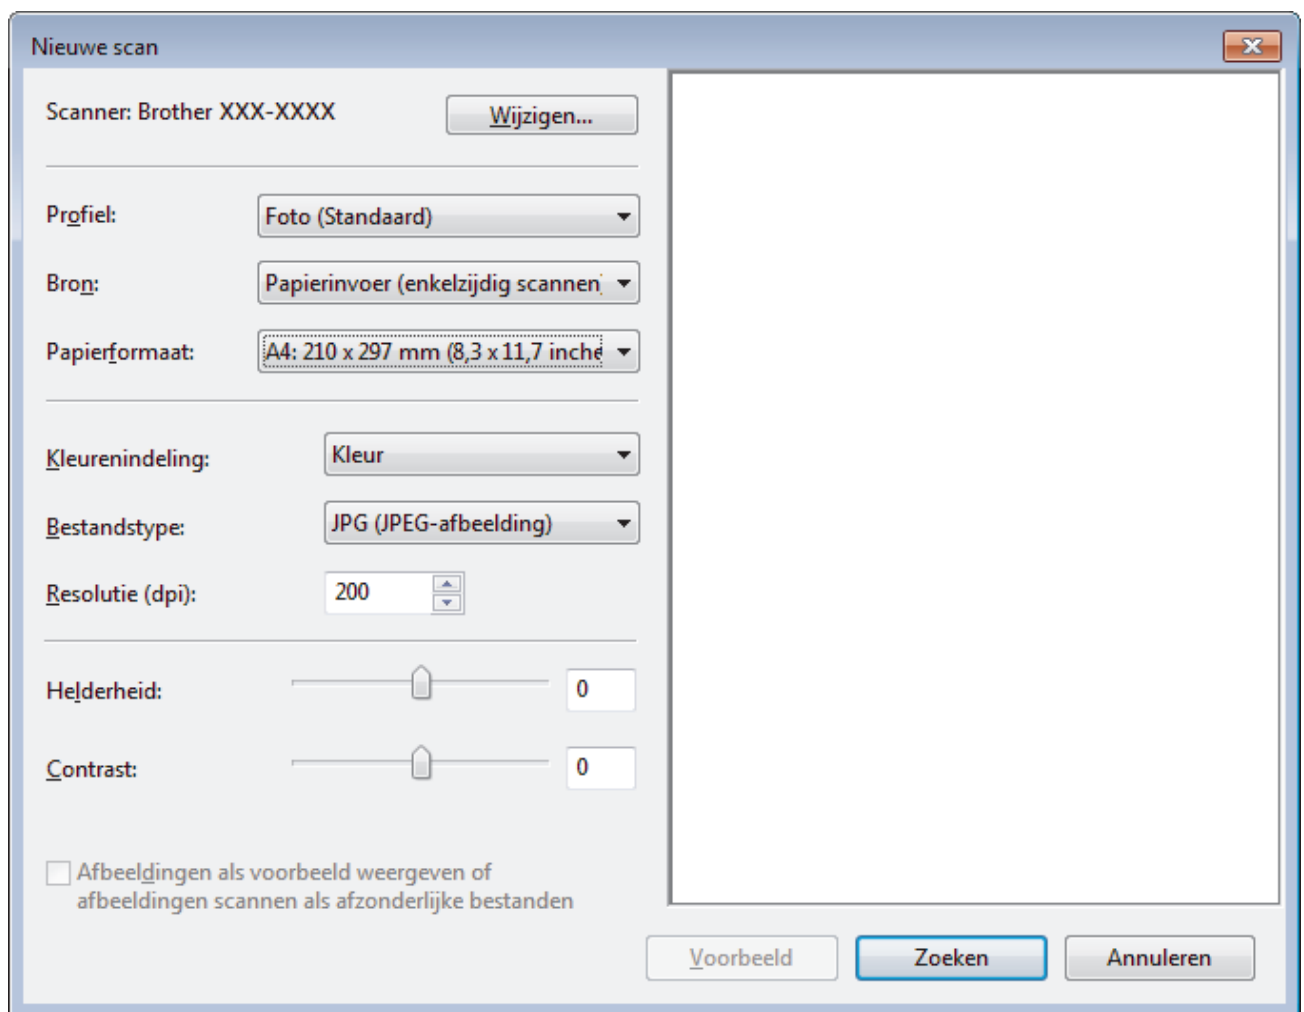 Nieuwe scan
Scanner: Brother XXX-XXXX
Wijzigen...
Profiel:
Foto (Standaard)
Bron:
Papierinvoer (enkelzijdig scannen)
Papierformaat:
A4: 210 x 297 mm (8,3 x 11,7 inche
Kleurenindeling:
Kleur
Bestandstype:
JPG (JPEG-afbeelding)
Resolutie (dpi):
200
Helderheid:
0
Contrast:
0
Afbeeldingen als voorbeeld weergeven of
afbeeldingen scannen als afzonderlijke bestanden
Voorbeeld
Zoeken
Annuleren